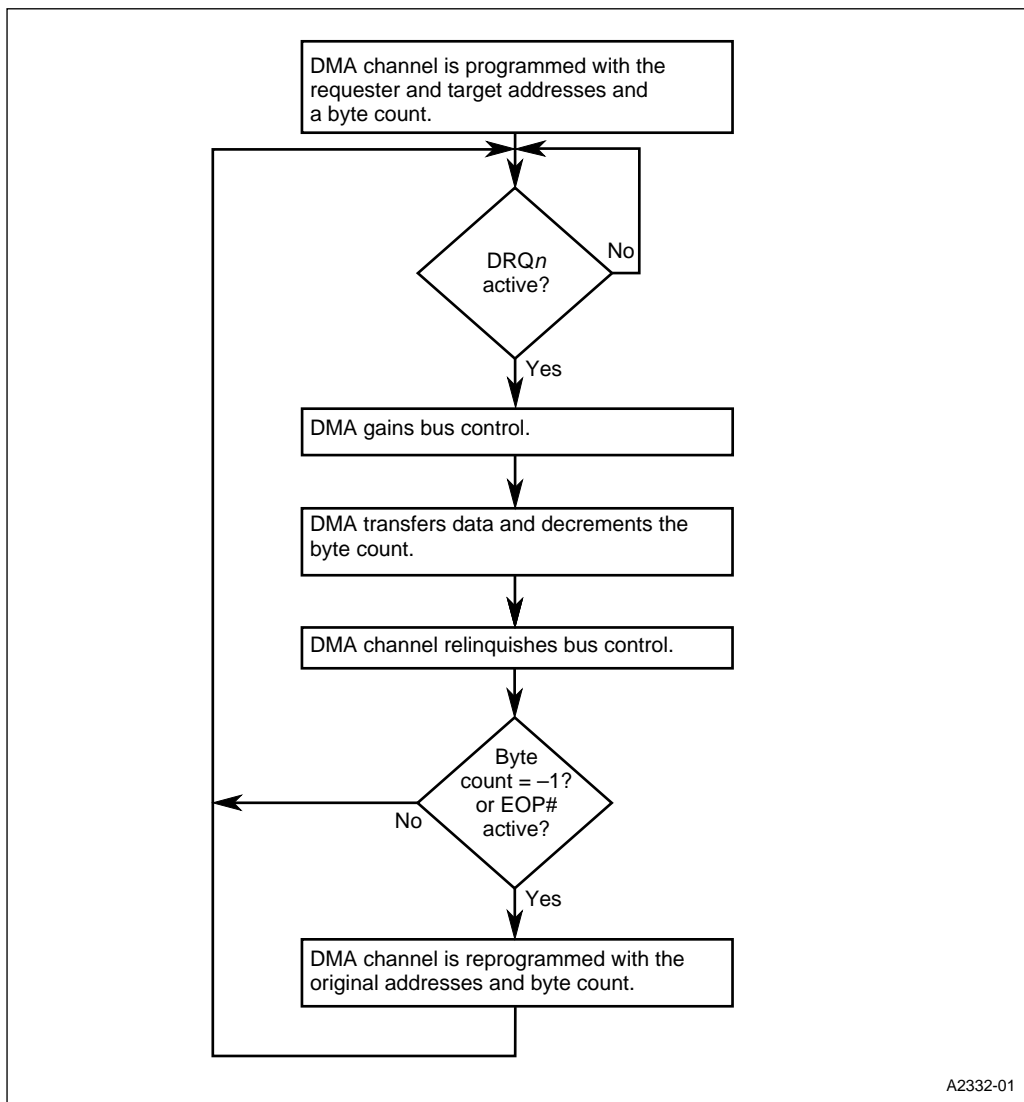 DMA channel is programmed with the
requester and target addresses and
a byte count.
DRQn
active?
No
Yes
DMA gains bus control.
DMA transfers data and decrements the
byte count.
DMA channel relinquishes bus control.
Byte
count = –1?
or EOP#
active?
No
Yes
DMA channel is reprogrammed with the
original addresses and byte count.
A2332-01